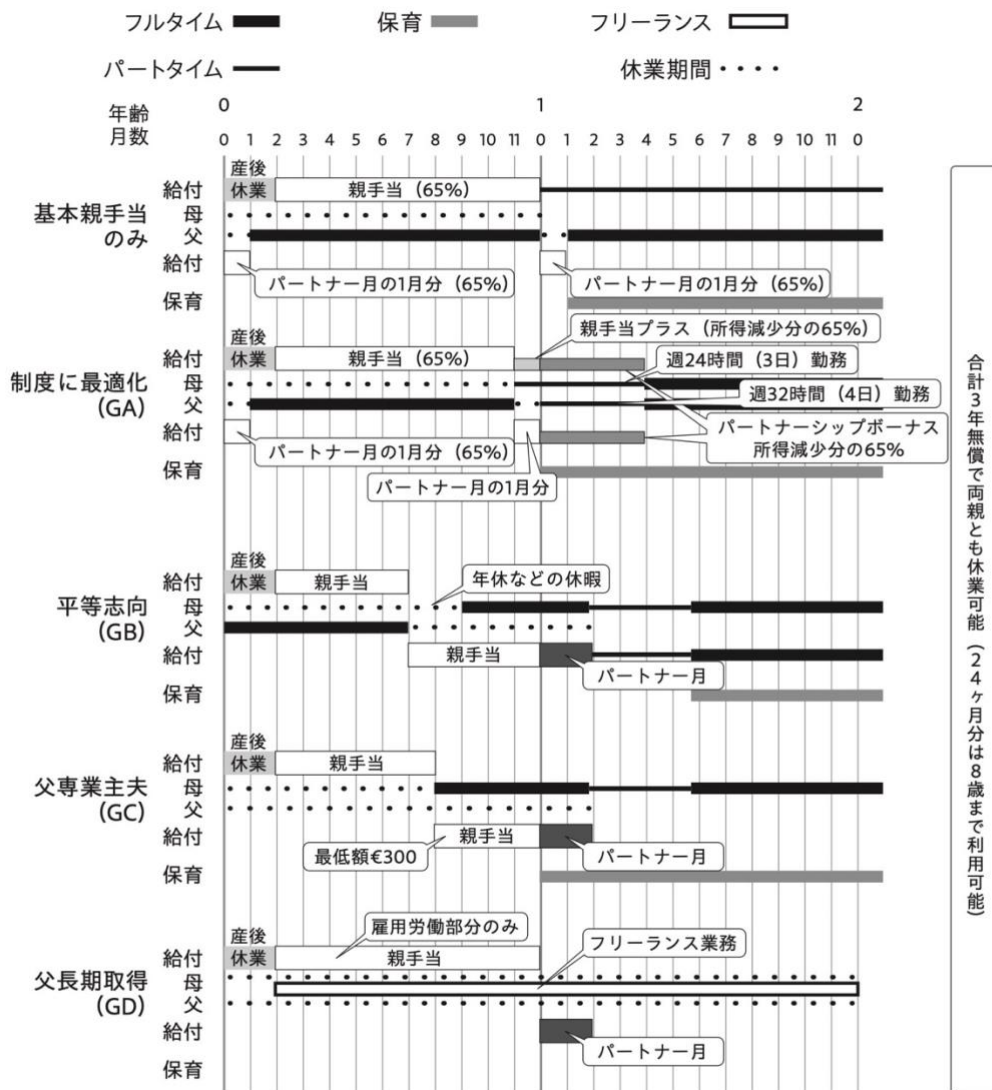 フルタイム 保育 フリーランス
パートタイム 休業期間
年齢 0 1 2
月数 0 1 2 3 4 5 6 7 8 9 10 11 0 1 2 3 4 5 6 7 8 9 10 11 0
基本親手当
のみ
産後
休業
給付 親手当(65%)
母
父
給付
パートナー月の1月分(65%) パートナー月の1月分(65%)
保育
制度に最適化
(GA)
産後
休業
親手当プラス(所得減少分の65%)
給付 親手当(65%)
週24時間(3日)勤務
母
週32時間(4日)勤務
父
給付
パートナーシップボーナス
所得減少分の65%
パートナー月の1月分(65%)
保育
パートナー月の1月分
平等志向
(GB)
産後
休業
給付 親手当
年休などの休暇
母
父
給付 親手当
パートナー月
保育
父専業主夫
(GC)
産後
休業
給付 親手当
母
父
給付 親手当
最低額€300 パートナー月
保育
父長期取得
(GD)
産後
休業
雇用労働部分のみ
フリーランス業務
給付 親手当
母
父
給付
パートナー月
保育
合計3年無償で両親とも休業可能(24ヶ月分は8歳まで利用可能)